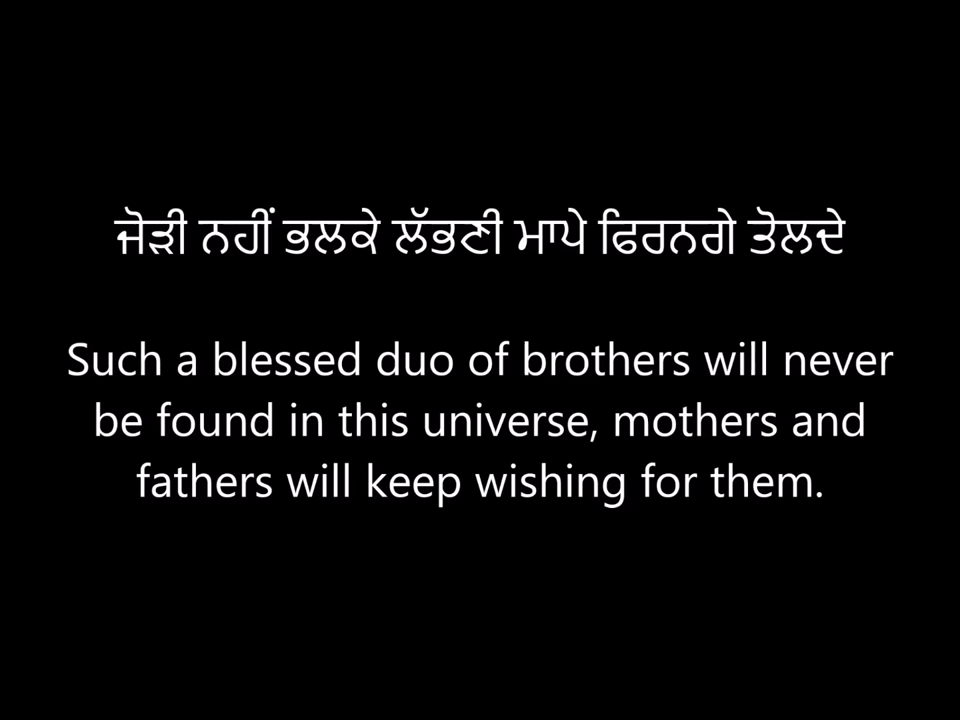 ਜੋੜੀ ਨਹੀਂ ਭਲਕੇ ਲੱਭਣੀ ਮਾਪੇ ਫਿਰਨਗੇ ਤੋਲਦੇ
Such a blessed duo of brothers will never
be found in this universe, mothers and
fathers will keep wishing for them.